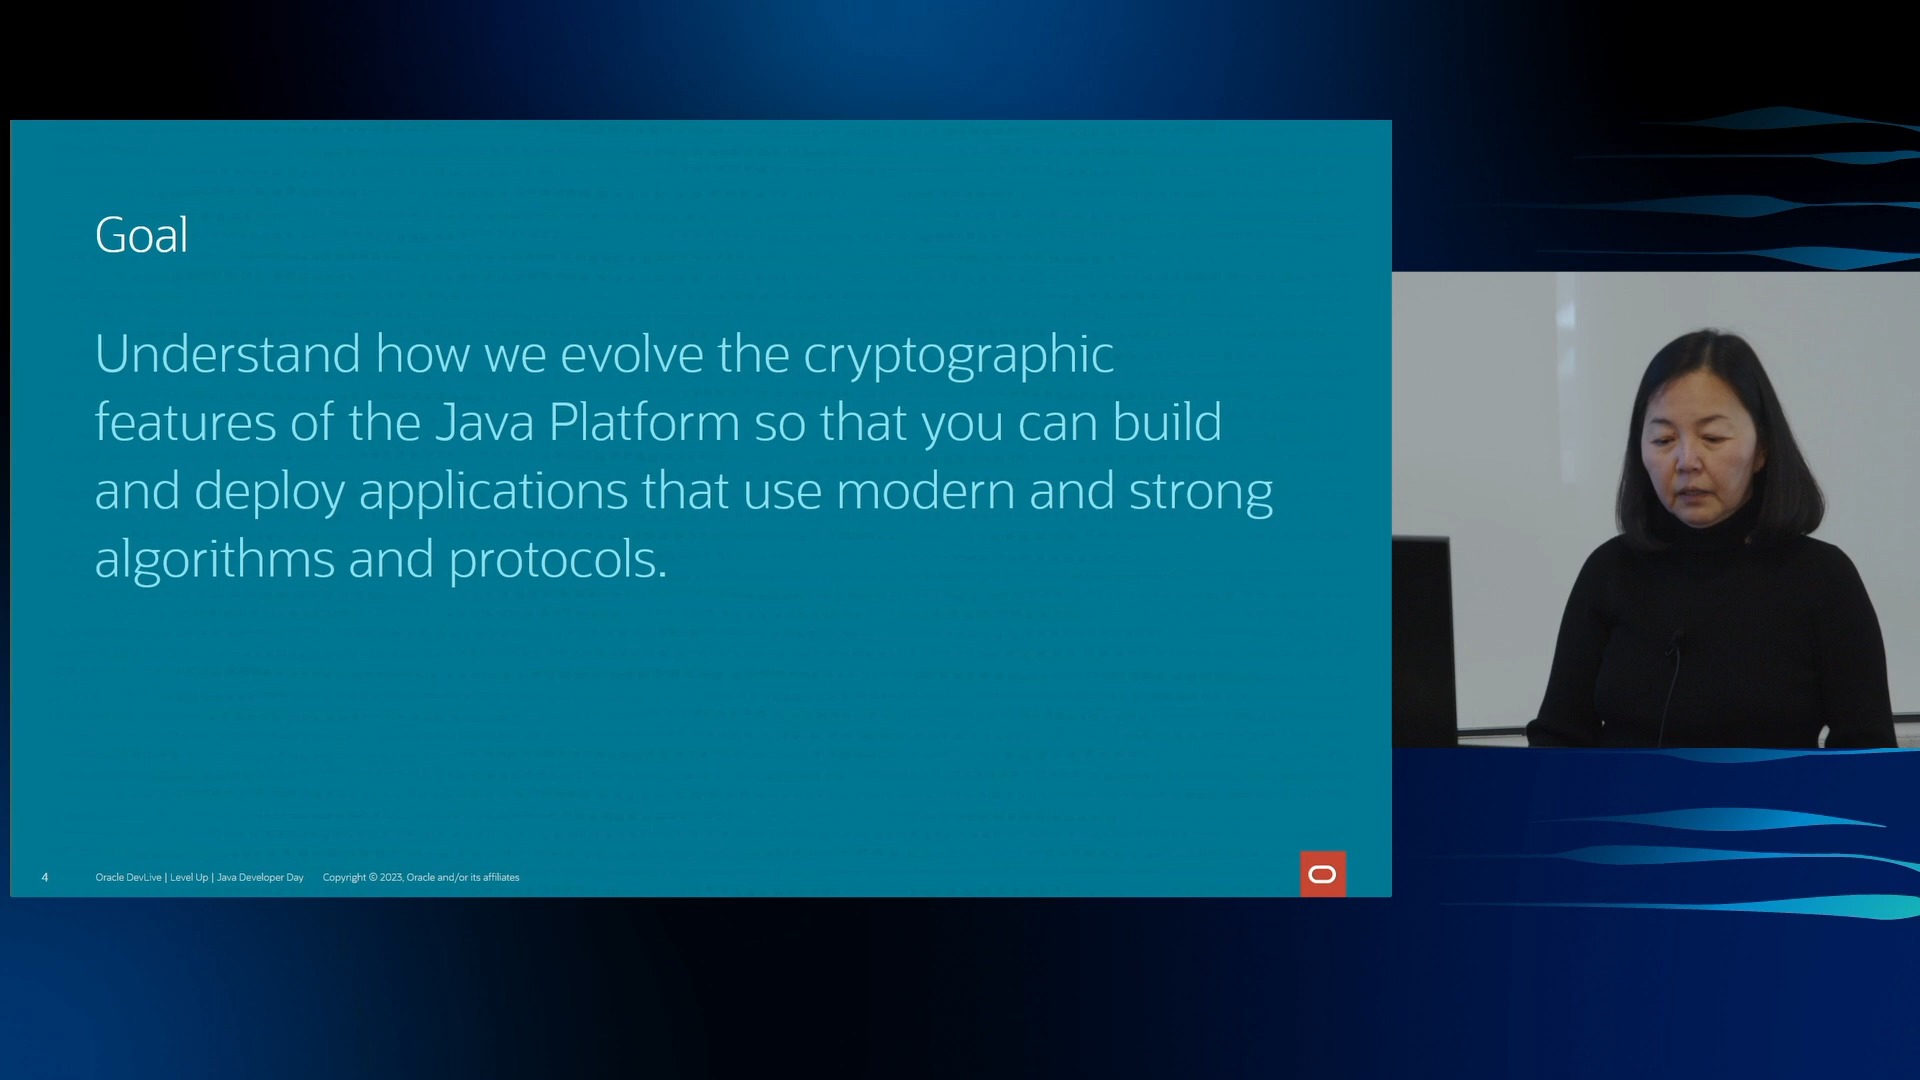 Goal
Understand how we evolve the cryptographic
features of the Java Platform so that you can build
and deploy applications that use modern and strong
algorithms and protocols.
4 Oracle DevLive | Level Up | Java Developer Day Copyright © 2023, Oracle and/or its affiliates